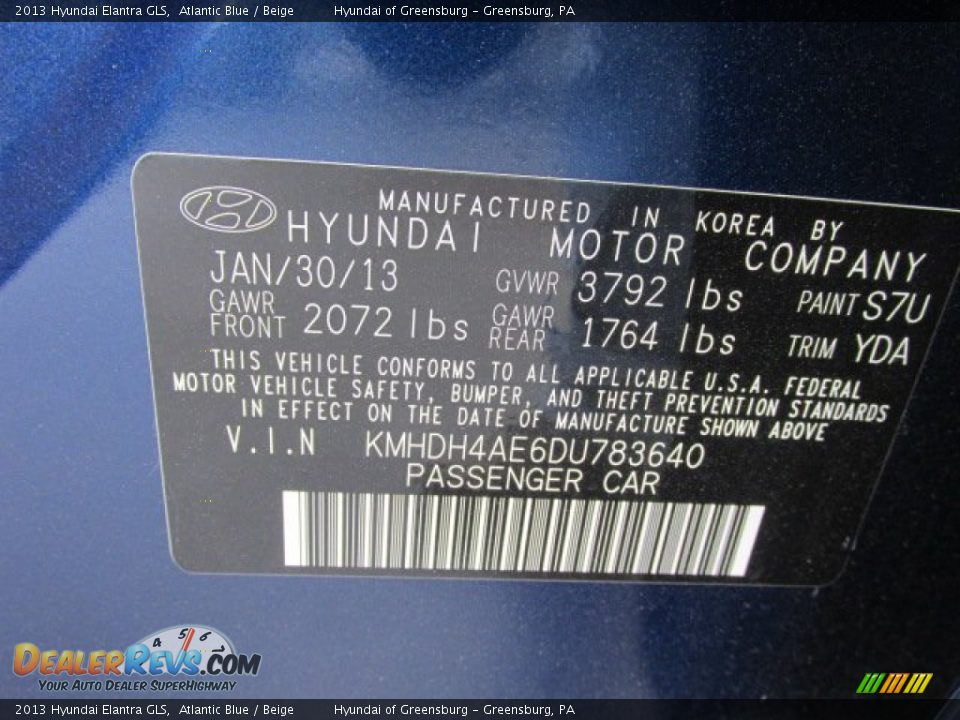 2013 Hyundai Elantra GLS,  Atlantic Blue / Beige          Hyundai of Greensburg - Greensburg, PA
MANUFACTURED IN KOREA BY
HYUNDAI MOTOR COMPANY
JAN/30/13 GVWR 3792 lbs PAINT S7U
GAWR FRONT 2072 lbs GAWR REAR 1764 lbs TRIM YDA
THIS VEHICLE CONFORMS TO ALL APPLICABLE U.S.A. FEDERAL
MOTOR VEHICLE SAFETY, BUMPER, AND THEFT PREVENTION STANDARDS
IN EFFECT ON THE DATE OF MANUFACTURE SHOWN ABOVE
V.I.N KMHDH4AE6DU783640
PASSENGER CAR
4 5 6
DealerRevs.com
Your Auto Dealer SuperHighway
2013 Hyundai Elantra GLS,  Atlantic Blue / Beige          Hyundai of Greensburg - Greensburg, PA